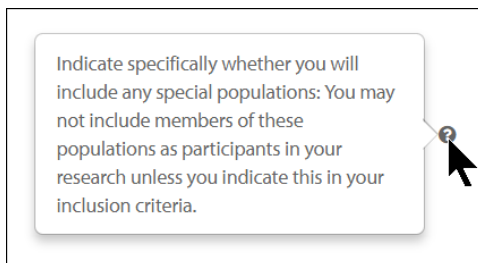 Indicate specifically whether you will
include any special populations: You may
not include members of these
populations as participants in your
research unless you indicate this in your
inclusion criteria.
?